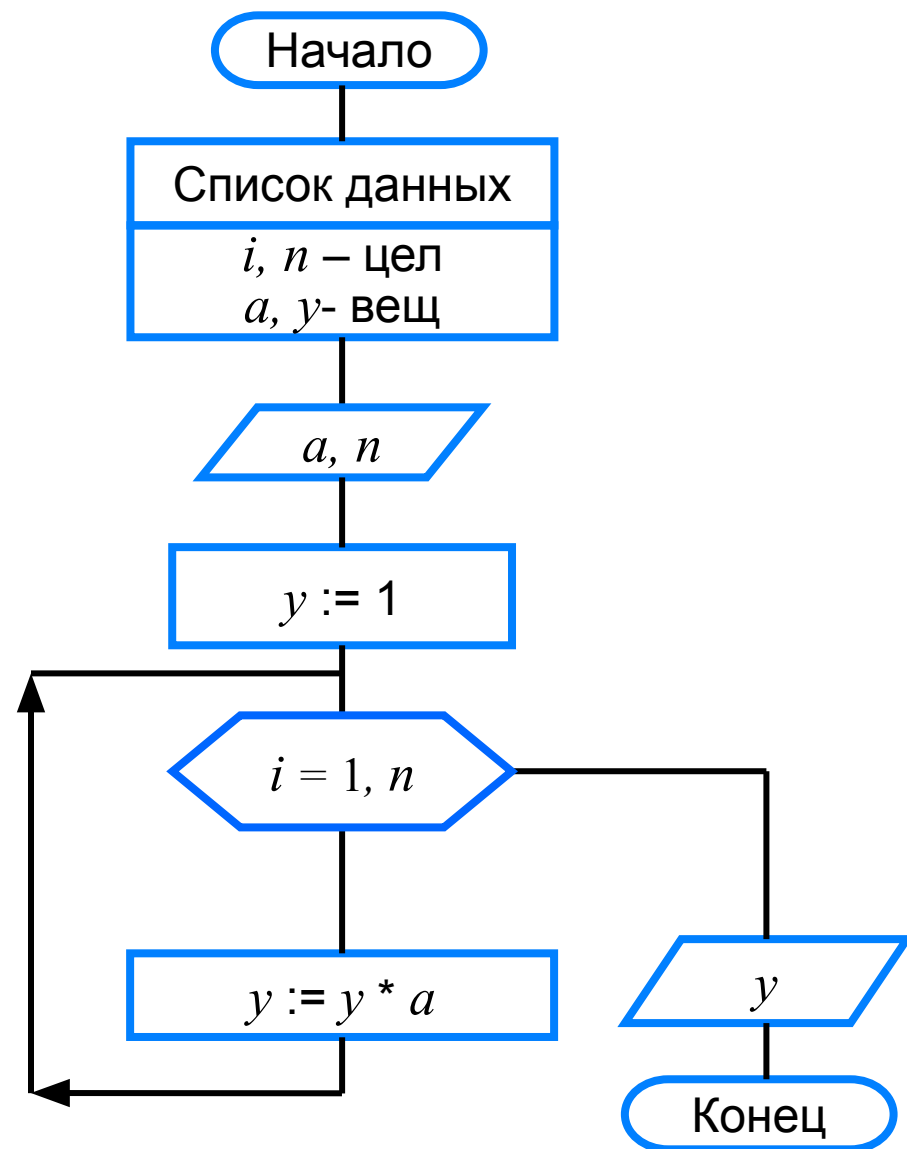 Начало
Список данных
i, n – цел
a, y- вещ
a, n
y := 1
i = 1, n
y := y * a
y
Конец